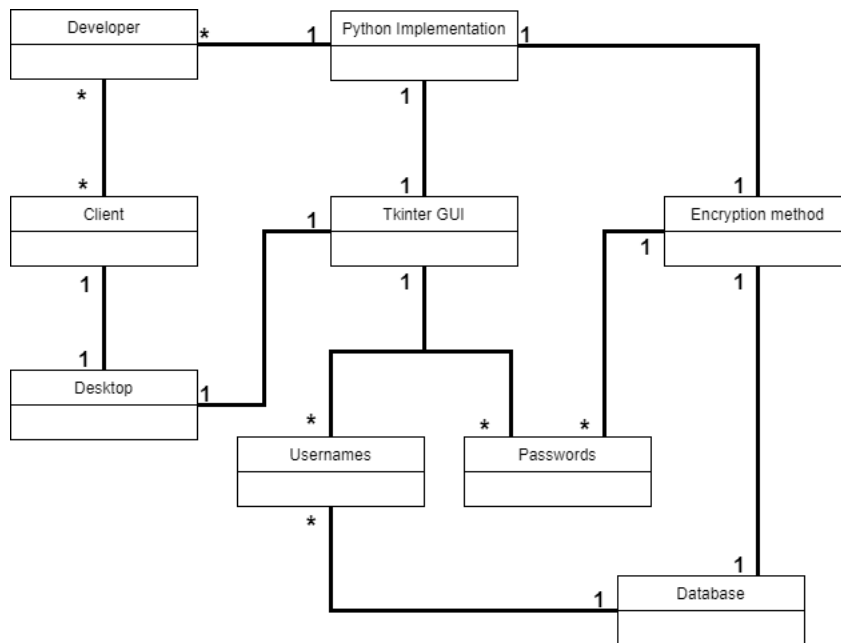 Developer
* 1
Python Implementation
1
* 1
* 1 1
Client
1
Tkinter GUI
Encryption method
1
1
1
1
1
Desktop
1
* * *
Usernames
Passwords
*
1
1
Database